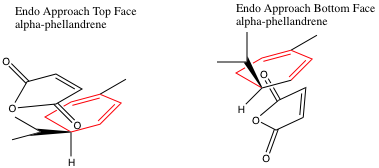 Endo Approach Top Face
alpha-phellandrene
Endo Approach Bottom Face
alpha-phellandrene
O
O
O
H
O
H
O
O